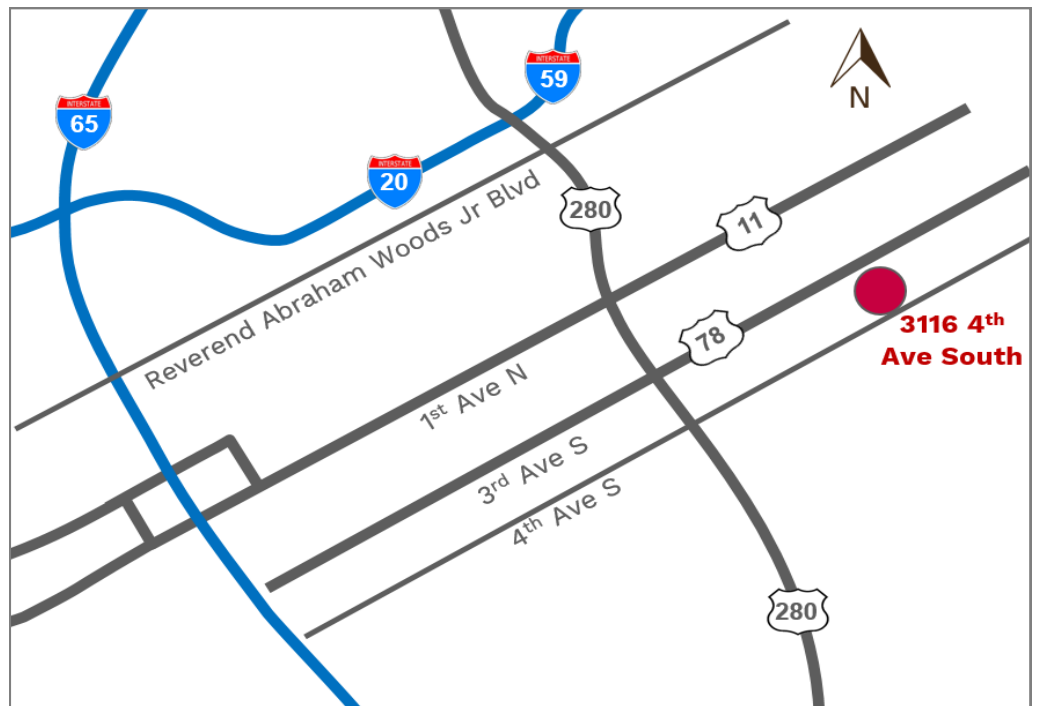 INTERSTATE
59
INTERSTATE
65
N
INTERSTATE
20
280
11
Reverend Abraham Woods Jr Blvd
78
3116 4th
Ave South
1st Ave N
3rd Ave S
4th Ave S
280